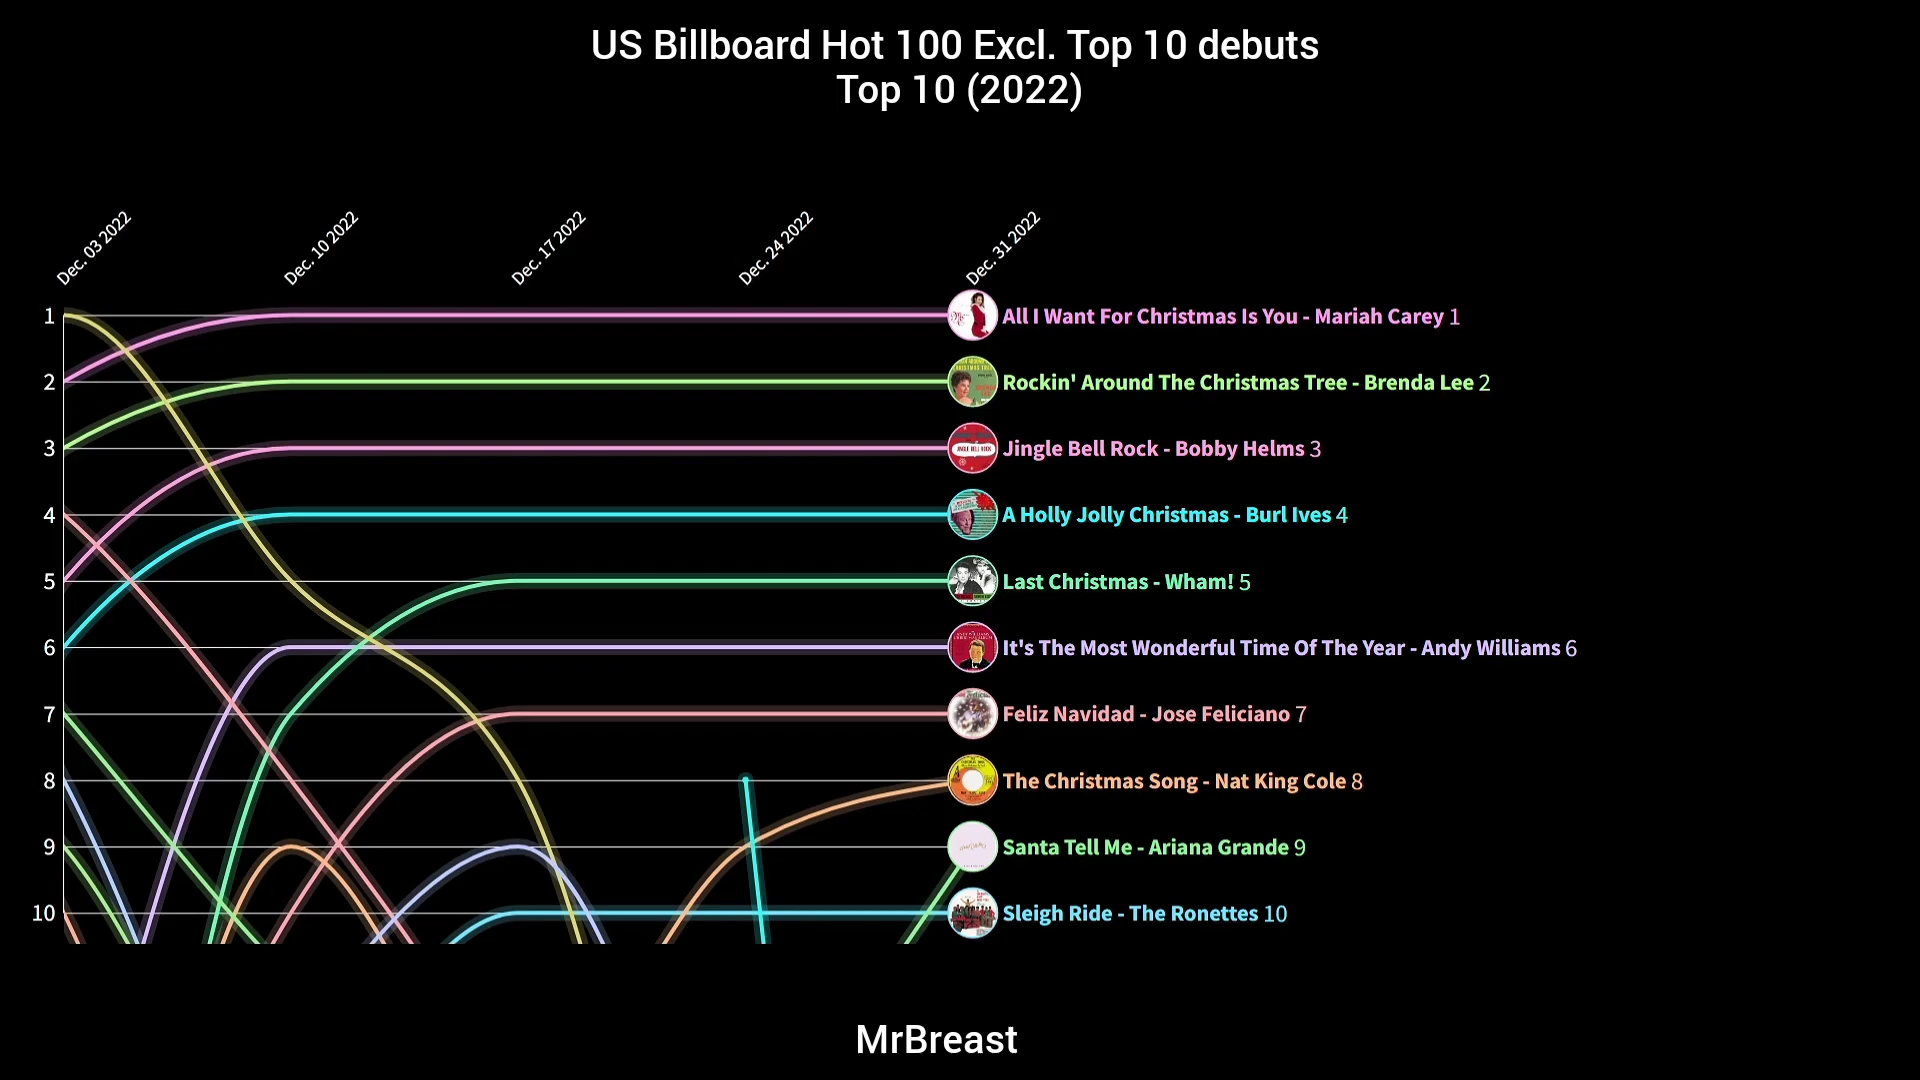 US Billboard Hot 100 Excl. Top 10 debuts
Top 10 (2022)
Dec. 03 2022
Dec. 10 2022
Dec. 17 2022
Dec. 24 2022
Dec. 31 2022
1
All I Want For Christmas Is You - Mariah Carey 1
2
Rockin' Around The Christmas Tree - Brenda Lee 2
3
Jingle Bell Rock - Bobby Helms 3
4
A Holly Jolly Christmas - Burl Ives 4
5
Last Christmas - Wham! 5
6
It's The Most Wonderful Time Of The Year - Andy Williams 6
7
Feliz Navidad - Jose Feliciano 7
8
The Christmas Song - Nat King Cole 8
9
Santa Tell Me - Ariana Grande 9
10
Sleigh Ride - The Ronettes 10
MrBreast